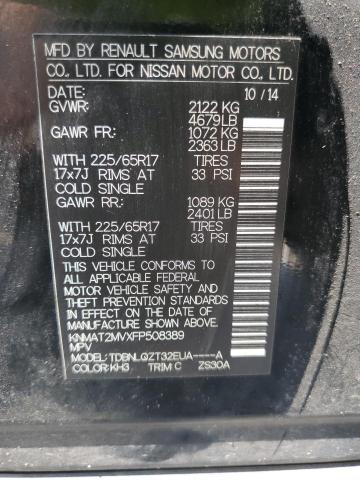 MFD BY RENAULT SAMSUNG MOTORS
CO., LTD. FOR NISSAN MOTOR CO., LTD.
DATE: 10 / 14
GVWR: 2122 KG
4679LB
GAWR FR: 1072 KG
2363 LB
WITH 225/65R17 TIRES
17x7J RIMS AT 33 PSI
COLD SINGLE
GAWR RR: 1089 KG
2401 LB
WITH 225/65R17 TIRES
17x7J RIMS AT 33 PSI
COLD SINGLE
THIS VEHICLE CONFORMS TO
ALL APPLICABLE FEDERAL
MOTOR VEHICLE SAFETY AND
THEFT PREVENTION STANDARDS
IN EFFECT ON THE DATE OF
MANUFACTURE SHOWN ABOVE.
KNMAT2MVXFP508389
MPV
MODEL: TDBNLQZT32EUA----A
COLOR: KH3 TRIM C ZS30A